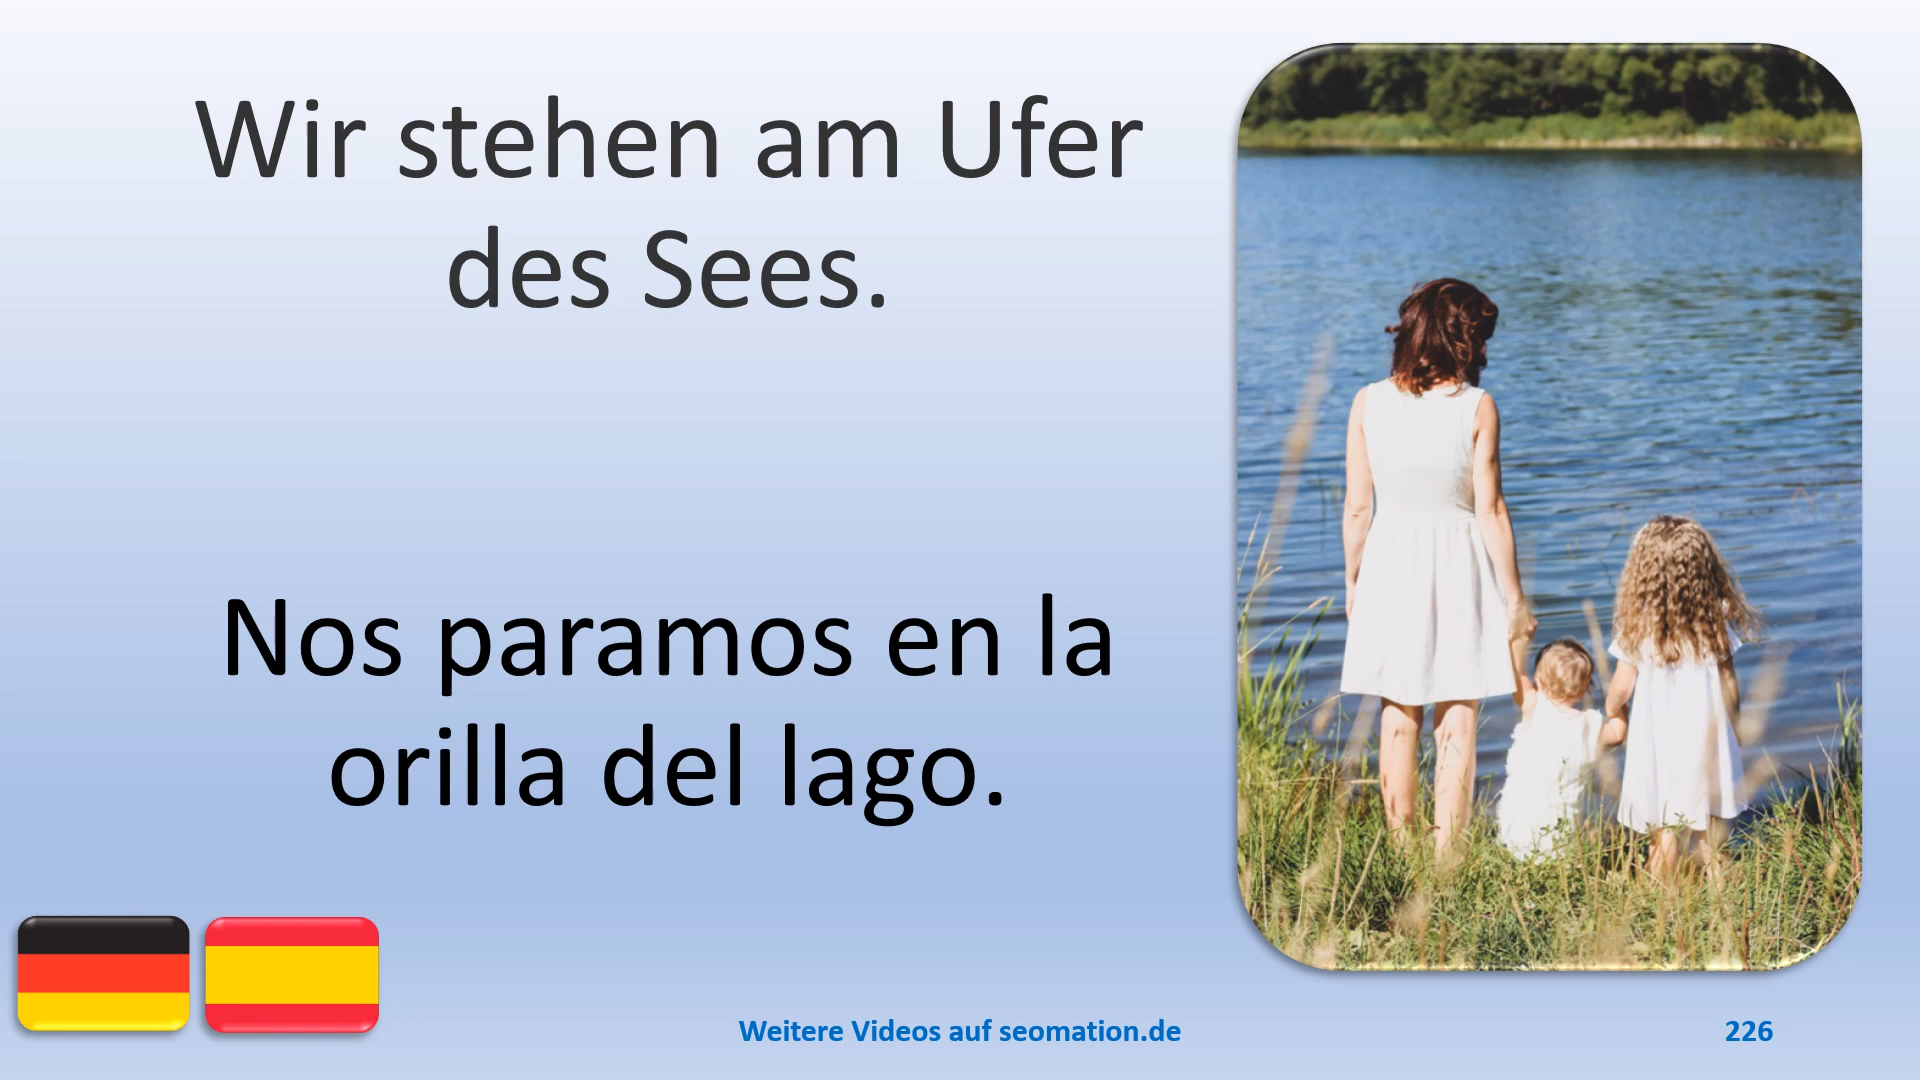 Wir stehen am Ufer
des Sees.
Nos paramos en la
orilla del lago.
Weitere Videos auf seomation.de
226